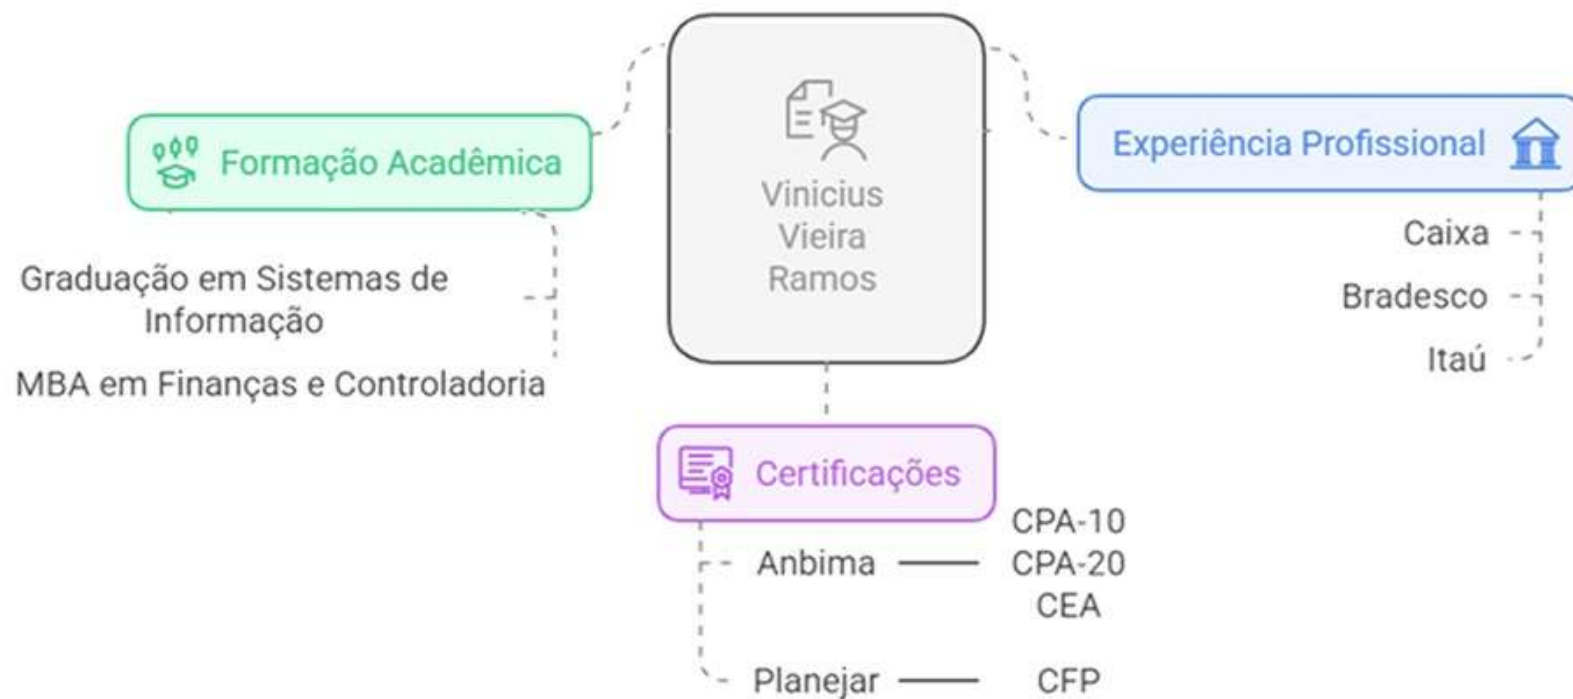 Vinicius
Vieira
Ramos
Formação Acadêmica
Graduação em Sistemas de
Informação
MBA em Finanças e Controladoria
Experiência Profissional
Caixa
Bradesco
Itaú
Certificações
Anbima
CPA-10
CPA-20
CEA
Planejar
CFP